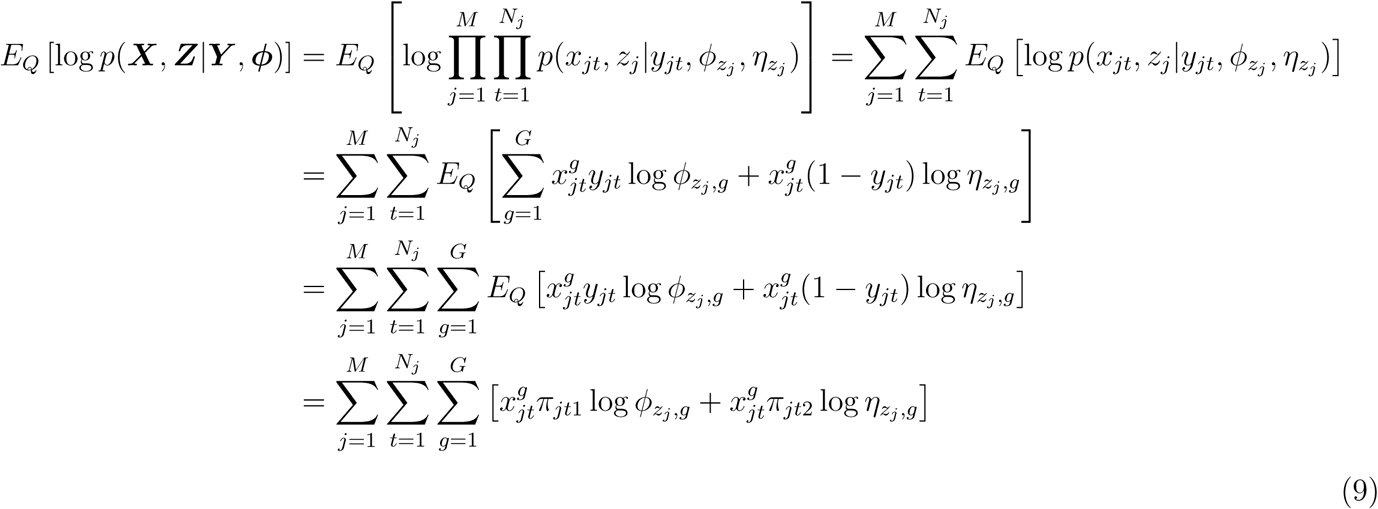 $E_Q [\log p(\boldsymbol{X}, \boldsymbol{Z} | \boldsymbol{Y}, \boldsymbol{\phi})] = E_Q \left[ \log \prod_{j=1}^{M} \prod_{t=1}^{N_j} p(x_{jt}, z_j | y_{jt}, \phi_{z_j}, \eta_{z_j}) \right] = \sum_{j=1}^{M} \sum_{t=1}^{N_j} E_Q \left[ \log p(x_{jt}, z_j | y_{jt}, \phi_{z_j}, \eta_{z_j}) \right]$
$= \sum_{j=1}^{M} \sum_{t=1}^{N_j} E_Q \left[ \sum_{g=1}^{G} x_{jt}^g y_{jt} \log \phi_{z_j,g} + x_{jt}^g (1 - y_{jt}) \log \eta_{z_j,g} \right]$
$= \sum_{j=1}^{M} \sum_{t=1}^{N_j} \sum_{g=1}^{G} E_Q \left[ x_{jt}^g y_{jt} \log \phi_{z_j,g} + x_{jt}^g (1 - y_{jt}) \log \eta_{z_j,g} \right]$
$= \sum_{j=1}^{M} \sum_{t=1}^{N_j} \sum_{g=1}^{G} \left[ x_{jt}^g \pi_{jt1} \log \phi_{z_j,g} + x_{jt}^g \pi_{jt2} \log \eta_{z_j,g} \right]$
(9)